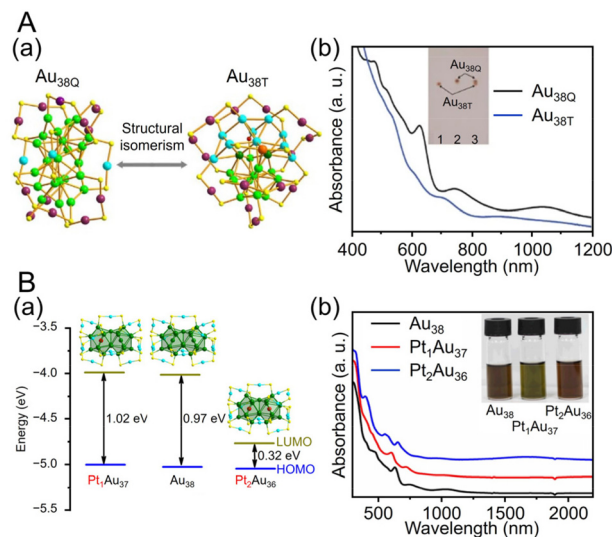 A
(a)
Au38Q
Structural
isomerism
Au38T
(b)
Absorbance (a. u.)
Au38Q
Au38T
1 2 3
Au38Q
Au38T
400 600 800 1000 1200
Wavelength (nm)
B
(a)
Energy (eV)
−3.5
−4.0
−4.5
−5.0
−5.5
1.02 eV
0.97 eV
0.32 eV
LUMO
HOMO
Pt1Au37
Au38
Pt2Au36
(b)
Absorbance (a. u.)
Au38
Pt1Au37
Pt2Au36
Au38
Pt1Au37
Pt2Au36
500 1000 1500 2000
Wavelength (nm)